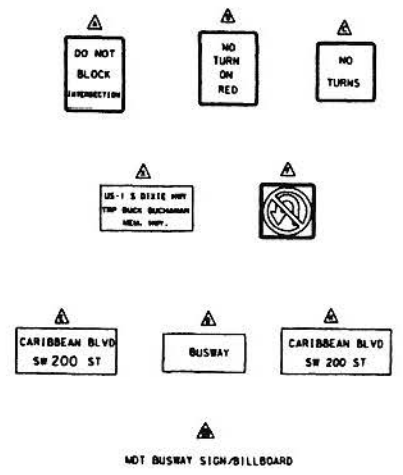 DO NOT
BLOCK
INTERSECTION
NO
TURN
ON
RED
NO
TURNS
US-1 S DIXIE HWY
TRP BUCK BUCHANAN
MEM. HWY.
CARIBBEAN BLVD
SW 200 ST
BUSWAY
CARIBBEAN BLVD
SW 200 ST
MDT BUSWAY SIGN/BILLBOARD